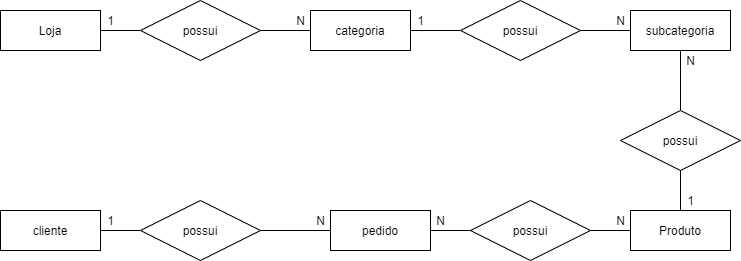 Loja
1
possui
N
categoria
1
possui
N
subcategoria
N
possui
1
cliente
1
possui
N
pedido
N
possui
N
Produto